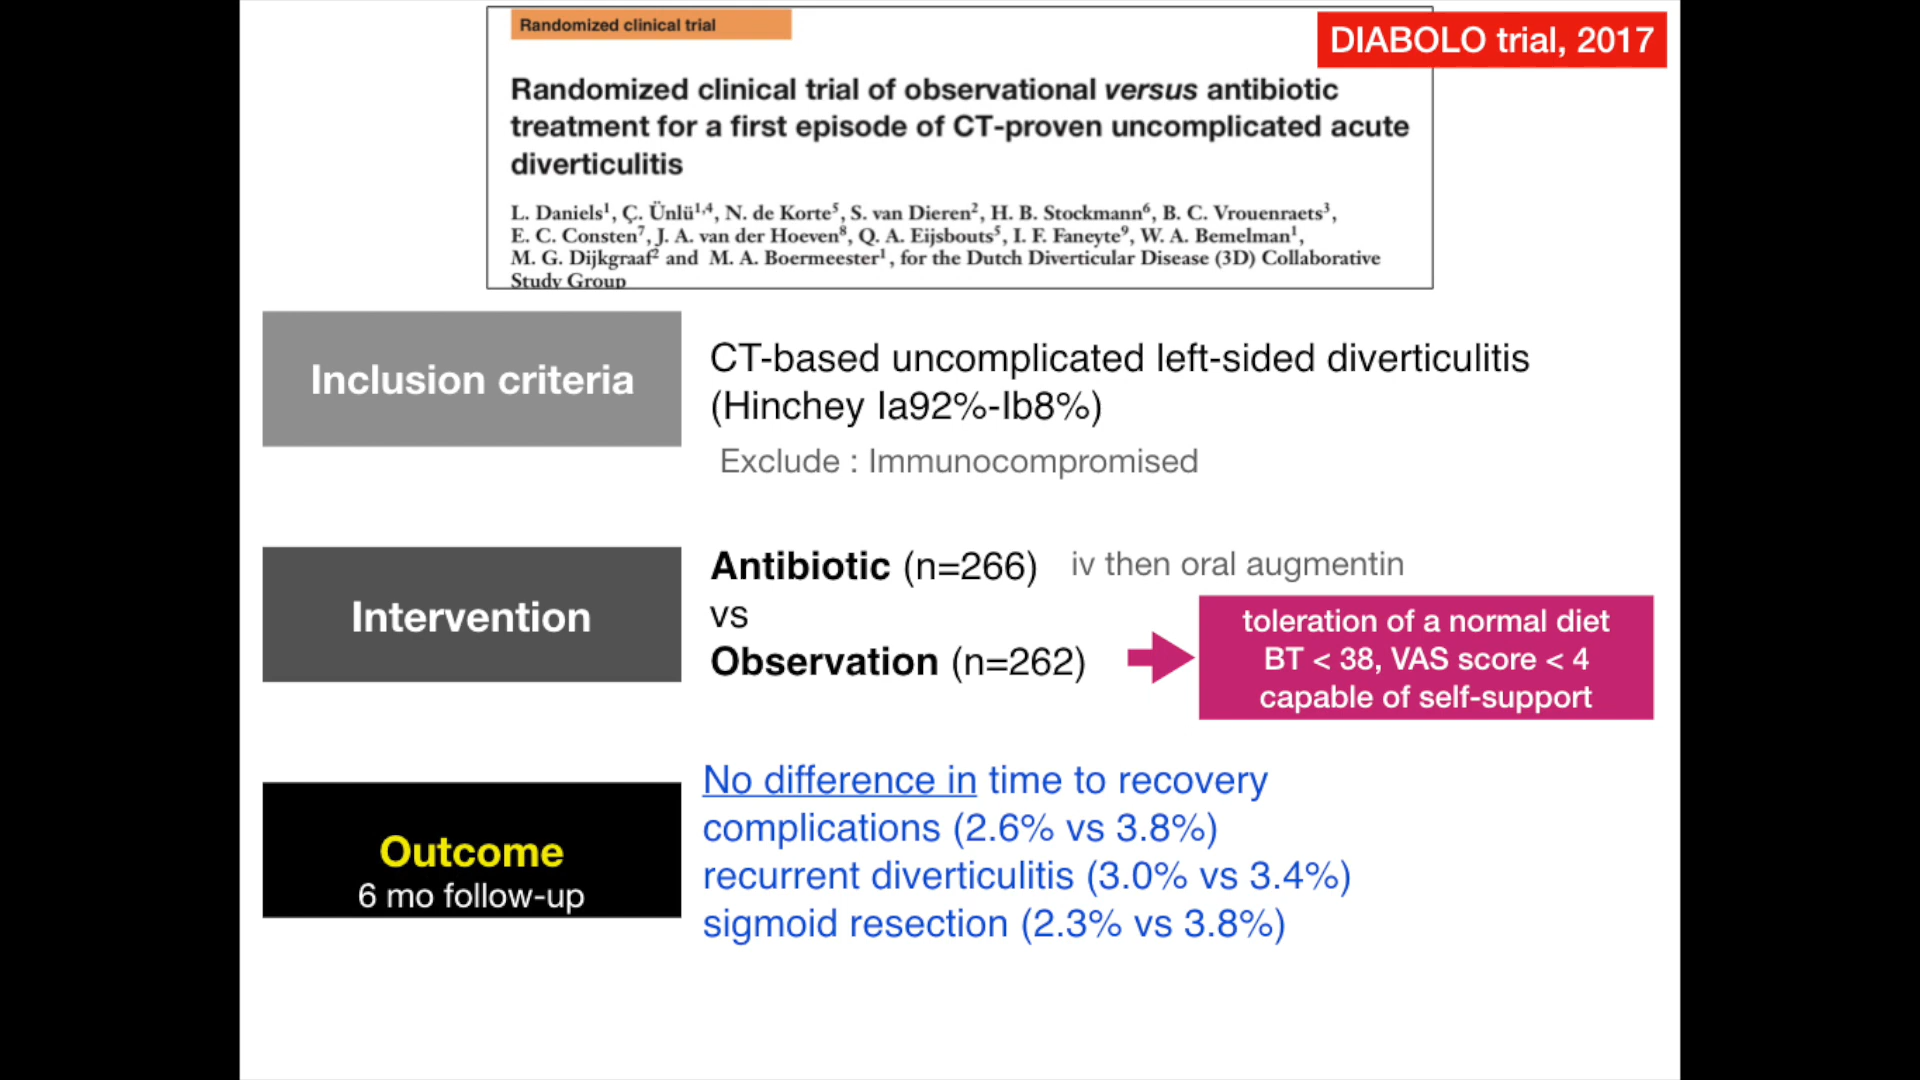 Randomized clinical trial
DIABOLO trial, 2017
Randomized clinical trial of observational versus antibiotic
treatment for a first episode of CT-proven uncomplicated acute
diverticulitis
L. Daniels¹, Ç. Ünlü¹,⁴, N. de Korte⁵, S. van Dieren², H. B. Stockmann⁶, B. C. Vrouenraets³,
E. C. Consten⁷, J. A. van der Hoeven⁸, Q. A. Eijsbouts⁵, I. F. Faneyte⁹, W. A. Bemelman¹,
M. G. Dijkgraaf² and M. A. Boermeester¹, for the Dutch Diverticular Disease (3D) Collaborative
Study Group
Inclusion criteria
CT-based uncomplicated left-sided diverticulitis
(Hinchey Ia92%-Ib8%)
Exclude : Immunocompromised
Intervention
Antibiotic (n=266) iv then oral augmentin
vs
Observation (n=262)
toleration of a normal diet
BT < 38, VAS score < 4
capable of self-support
Outcome
6 mo follow-up
No difference in time to recovery
complications (2.6% vs 3.8%)
recurrent diverticulitis (3.0% vs 3.4%)
sigmoid resection (2.3% vs 3.8%)